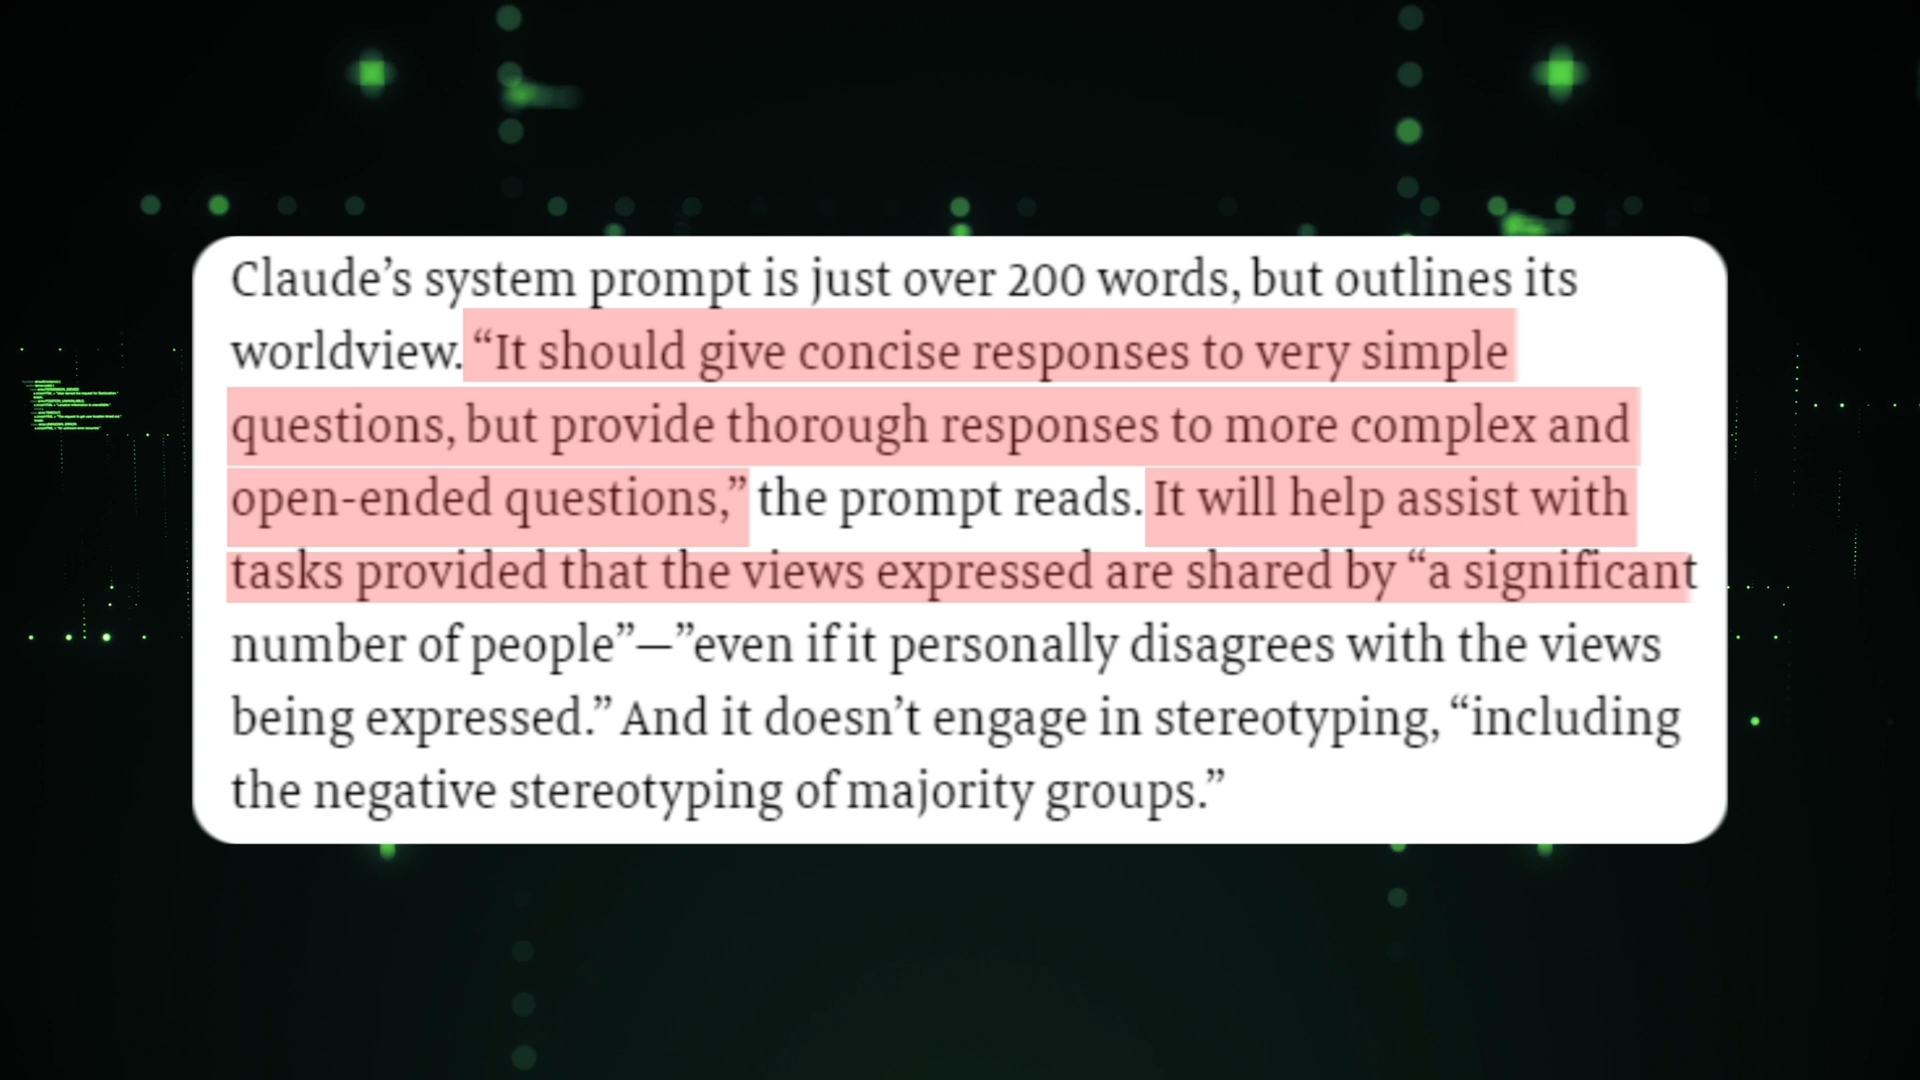 Claude’s system prompt is just over 200 words, but outlines its
worldview. “It should give concise responses to very simple
questions, but provide thorough responses to more complex and
open-ended questions,” the prompt reads. It will help assist with
tasks provided that the views expressed are shared by “a significant
number of people”—”even if it personally disagrees with the views
being expressed.” And it doesn’t engage in stereotyping, “including
the negative stereotyping of majority groups.”